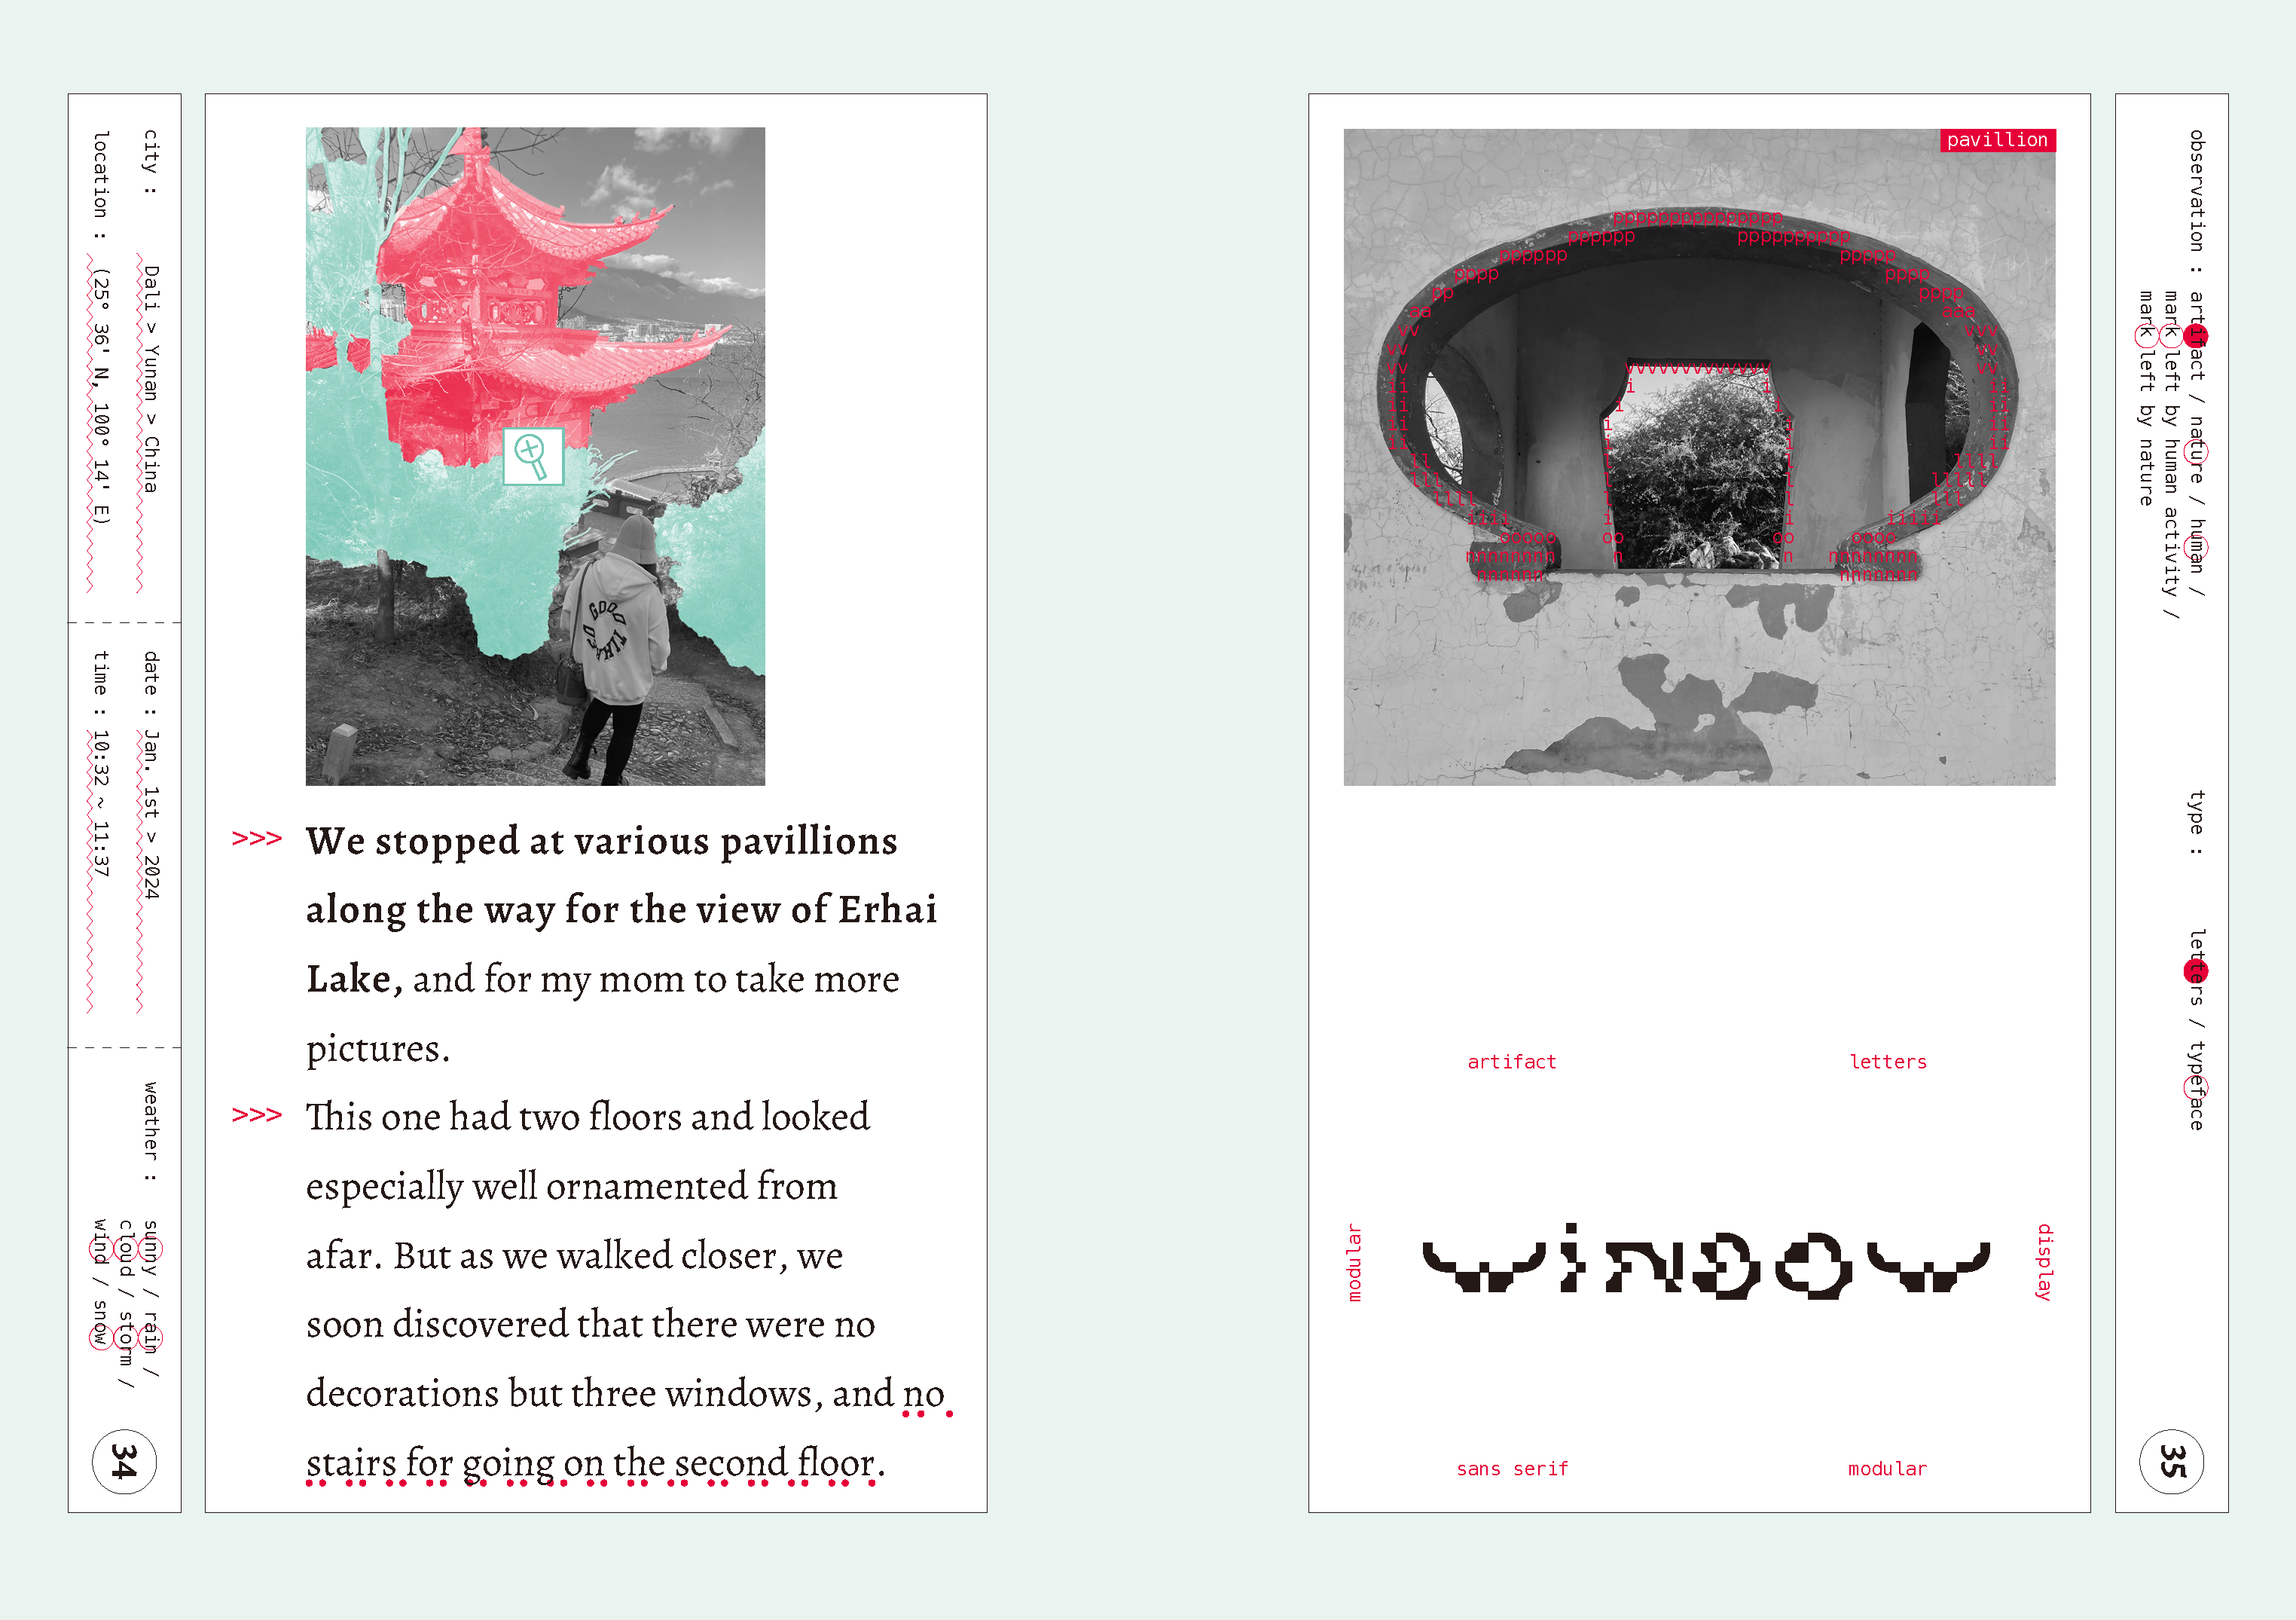 city : Dali > Yunan > China
location : (25° 36' N, 100° 14' E)
date : Jan. 1st > 2024
time : 10:32 ~ 11:37
weather : sunny / rain /
cloud / storm /
wind / snow
34
GOOD
>>> We stopped at various pavillions
along the way for the view of Erhai
Lake, and for my mom to take more
pictures.
>>> This one had two floors and looked
especially well ornamented from
afar. But as we walked closer, we
soon discovered that there were no
decorations but three windows, and no
stairs for going on the second floor.
pavillion
ppppppppppppppp
pppppp pppppppppp
pppppp ppppp
pppp pppp
pp pppp
aa aaa
vv vvv
vv vv
vv vvvvvvvvvvvvv vv
ii i i ii
ii i i ii
ii i i ii
ii i i ii
ll l l llll
lll l l lllll
llll l l lll
iiii i i iiiii
ooooo oo oo oooo
nnnnnnnn n n nnnnnnnn
nnnnnn nnnnnnn
artifact letters
modular
winDow
display
sans serif modular
observation : artifact / nature / human /
mark left by human activity /
mark left by nature
type : letters / typeface
35